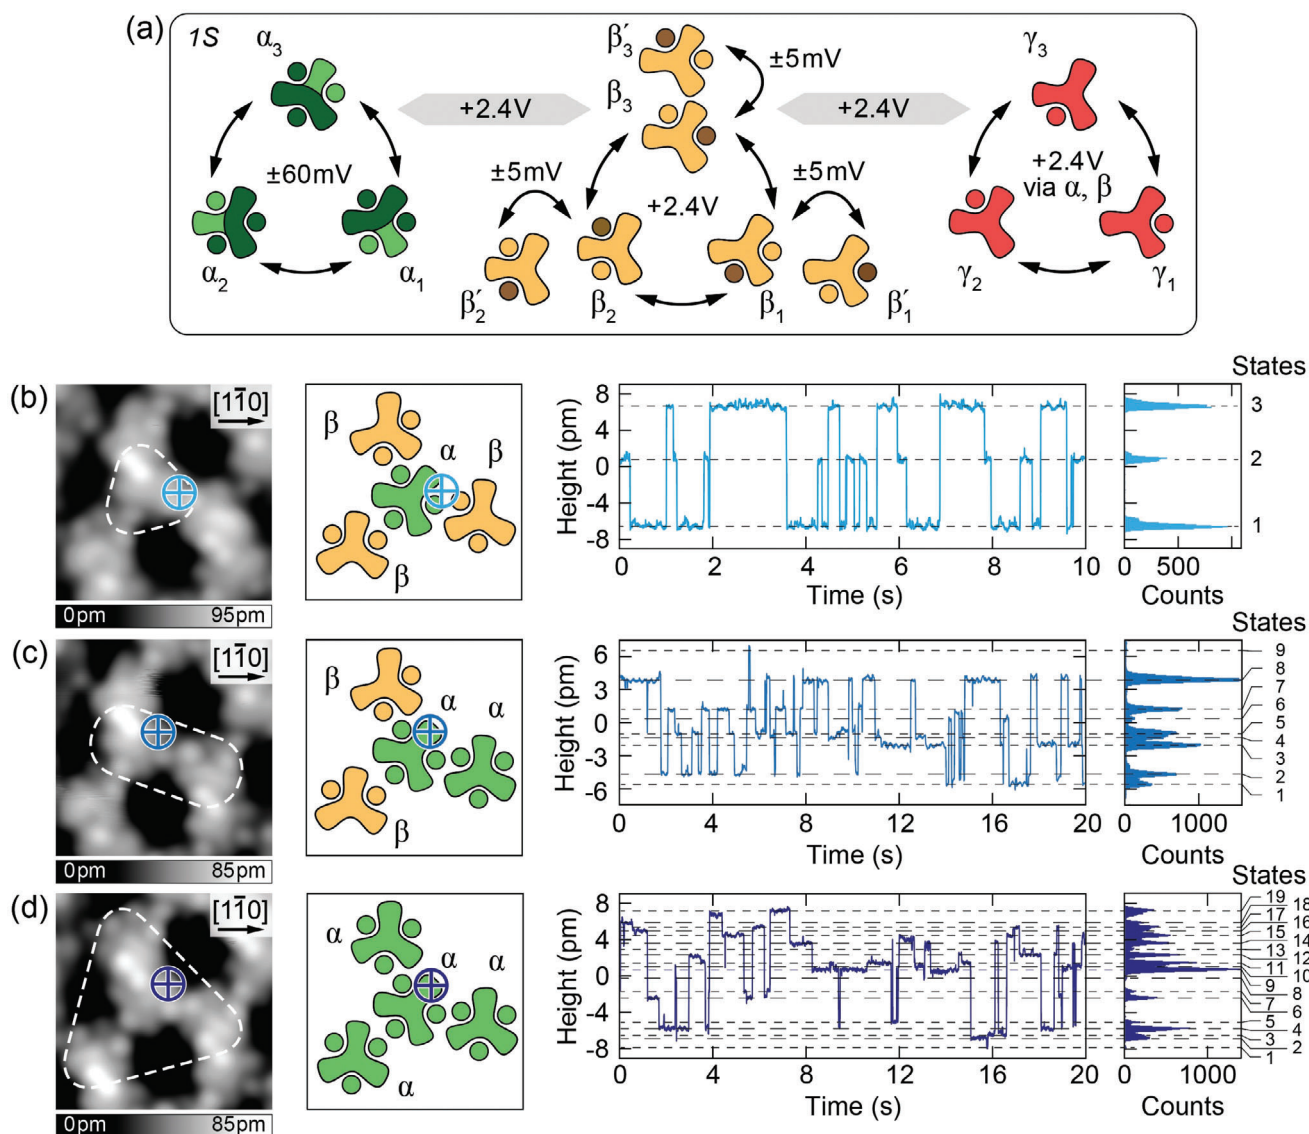 (a) 1S
α3
±60mV
α2 α1
+2.4V
β′3
β3
±5mV
±5mV +2.4V ±5mV
β′2 β2 β1 β′1
+2.4V
γ3
+2.4V
via α, β
γ2 γ1
(b)
[11̄0]
0pm 95pm
β
α
β
β
Height (pm)
8
4
0
-4
-8
0 2 4 6 8 10
Time (s)
States
3
2
1
0 500
Counts
(c)
[11̄0]
0pm 85pm
β
α
α
β
Height (pm)
6
3
0
-3
-6
0 4 8 12 16 20
Time (s)
States
9
8
7
6
5
4
3
2
1
0 1000
Counts
(d)
[11̄0]
0pm 85pm
α
α
α
α
Height (pm)
8
4
0
-4
-8
0 4 8 12 16 20
Time (s)
States
19 18
17 16
15 14
13 12
11 10
9 8
7 6
5 4
3 2
1
0 1000
Counts